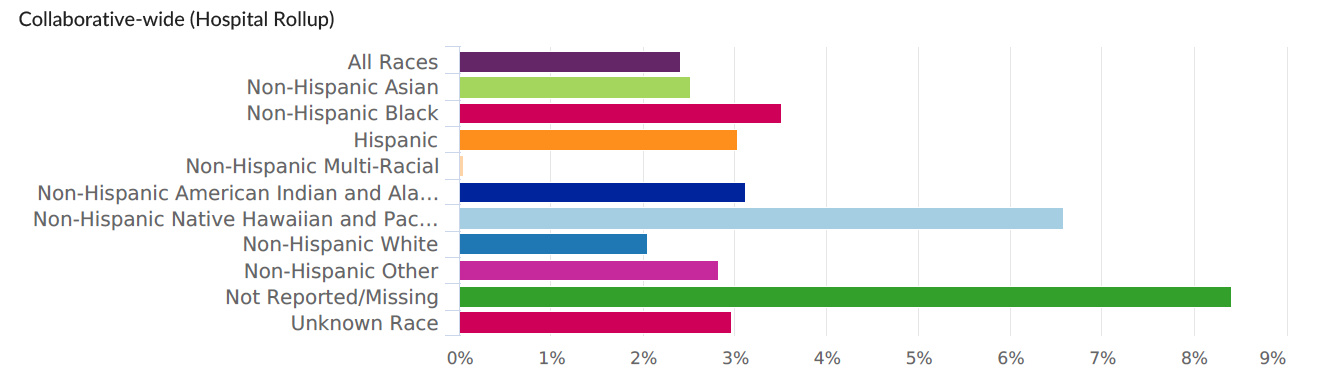 Collaborative-wide (Hospital Rollup)
All Races
Non-Hispanic Asian
Non-Hispanic Black
Hispanic
Non-Hispanic Multi-Racial
Non-Hispanic American Indian and Ala...
Non-Hispanic Native Hawaiian and Pac...
Non-Hispanic White
Non-Hispanic Other
Not Reported/Missing
Unknown Race
0% 1% 2% 3% 4% 5% 6% 7% 8% 9%